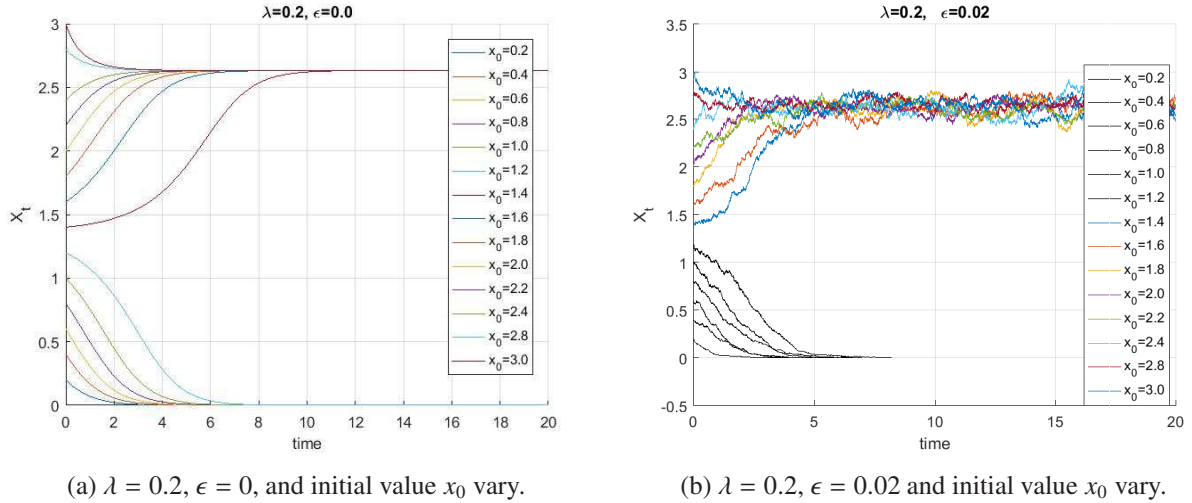 λ=0.2, ϵ=0.0
3
2.5
2
1.5
1
0.5
0
X_t
0 2 4 6 8 10 12 14 16 18 20
time
x_0=0.2
x_0=0.4
x_0=0.6
x_0=0.8
x_0=1.0
x_0=1.2
x_0=1.4
x_0=1.6
x_0=1.8
x_0=2.0
x_0=2.2
x_0=2.4
x_0=2.8
x_0=3.0
(a) λ = 0.2, ϵ = 0, and initial value x_0 vary.
λ=0.2, ϵ=0.02
3.5
3
2.5
2
1.5
1
0.5
0
-0.5
X_t
0 5 10 15 20
time
x_0=0.2
x_0=0.4
x_0=0.6
x_0=0.8
x_0=1.0
x_0=1.2
x_0=1.4
x_0=1.6
x_0=1.8
x_0=2.0
x_0=2.2
x_0=2.4
x_0=2.8
x_0=3.0
(b) λ = 0.2, ϵ = 0.02 and initial value x_0 vary.